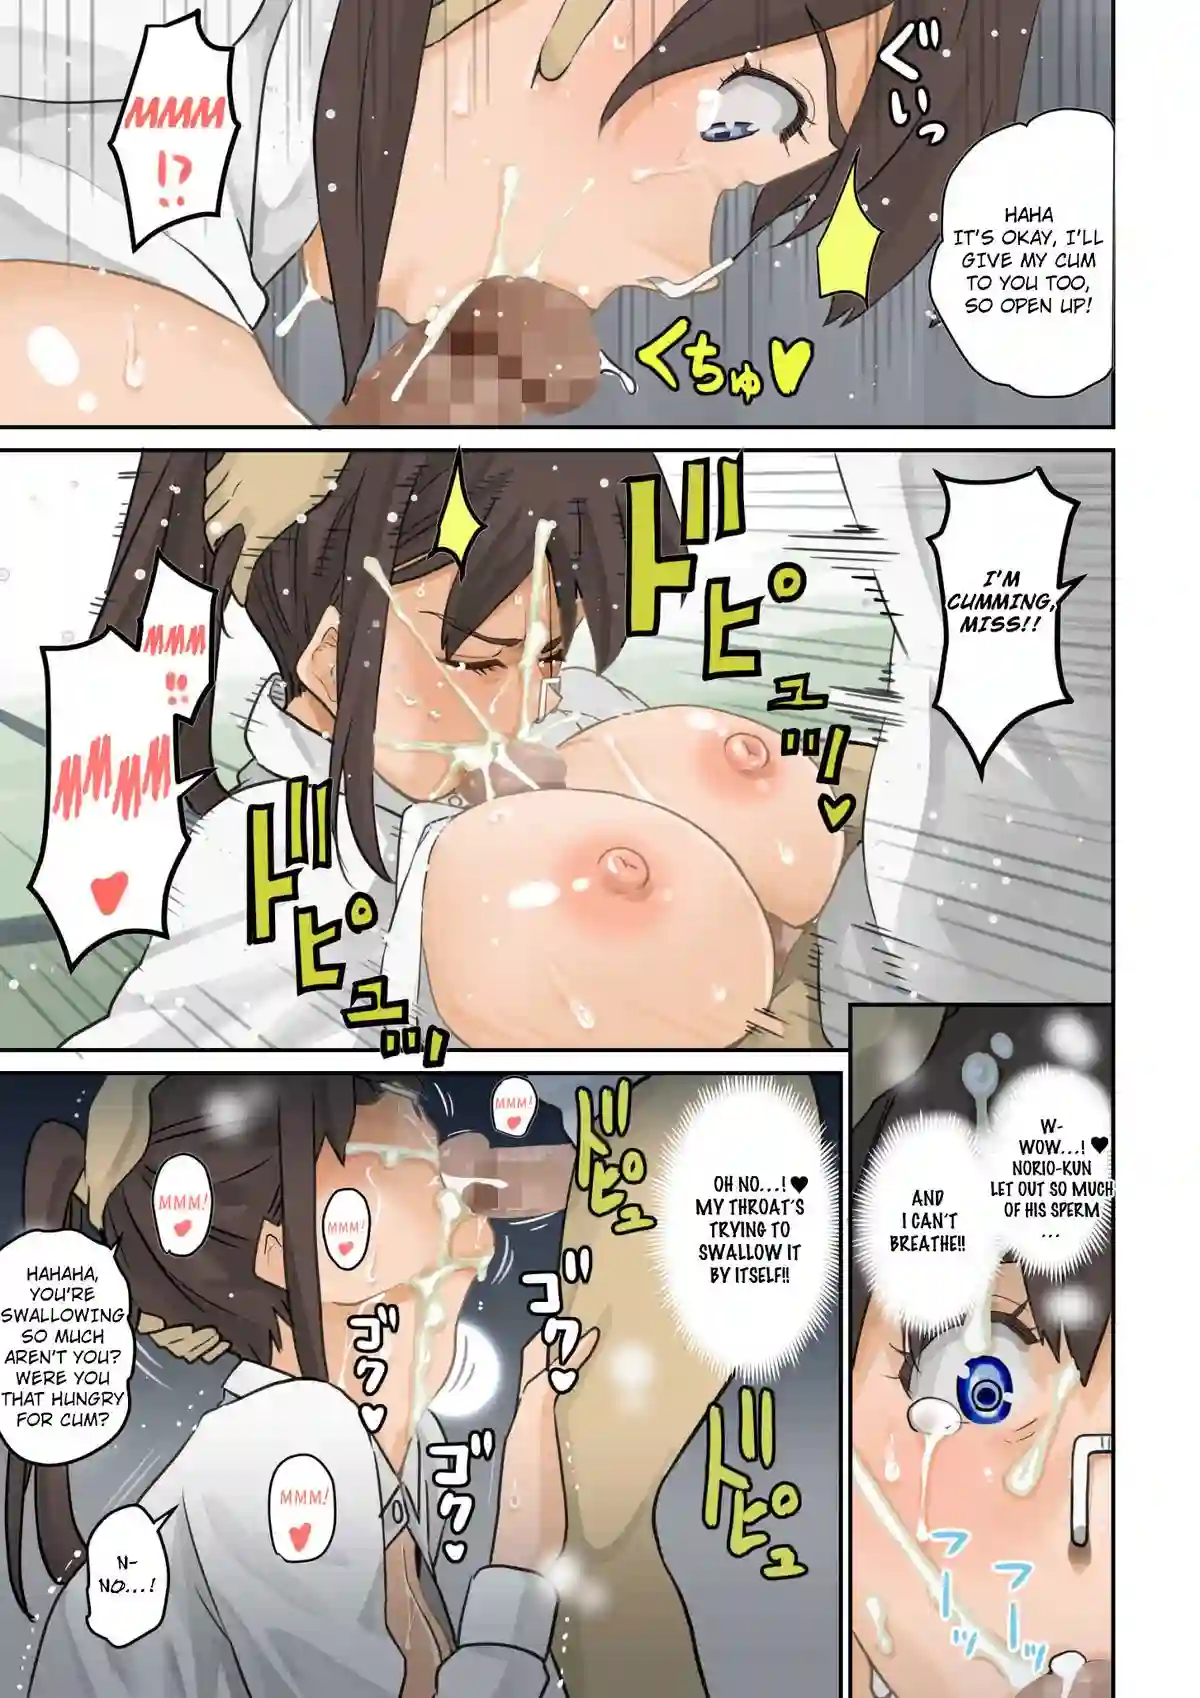 ぐいっ
HAHA
IT'S OKAY, I'LL
GIVE MY CUM
TO YOU TOO,
SO OPEN UP!
MMM
!?
くちゅ♥
I'M
CUMMING,
MISS!!
ドピュッ!!♥
MMM
!!
MMMM
♥
ドピュッ!!!
W-
WOW...! ♥
NORIO-KUN
LET OUT SO MUCH
OF HIS SPERM
...
AND
I CAN'T
BREATHE!!
フーッ
フーッ
OH NO...! ♥
MY THROAT'S
TRYING TO
SWALLOW IT
BY ITSELF!!
MMM!
♥
ドピュ
MMM!
♥
MMM!
♥
ゴク♥
ゴク♥
ゴク♥
ドピュ
HAHAHA,
YOU'RE
SWALLOWING
SO MUCH
AREN'T YOU?
WERE YOU
THAT HUNGRY
FOR CUM?
MMM!
♥
N-
NO...!